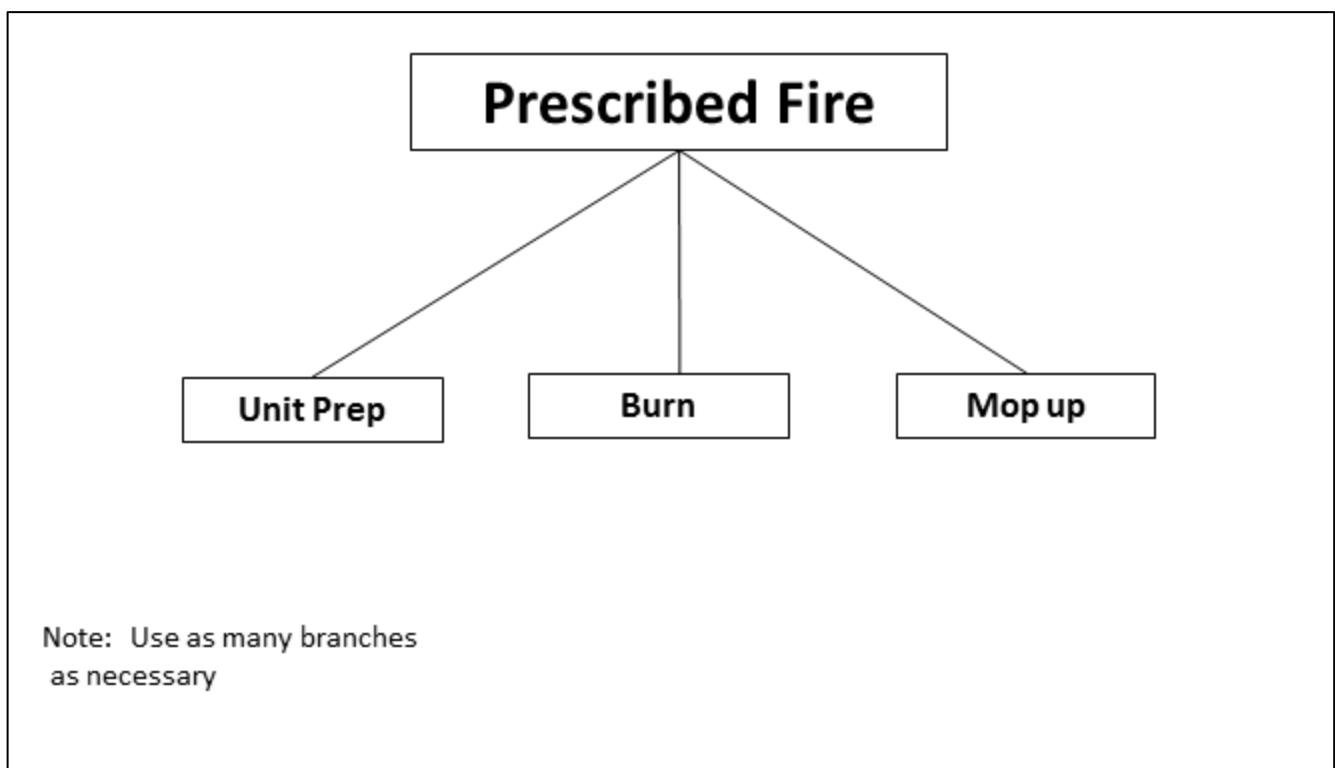 Prescribed Fire
Unit Prep
Burn
Mop up
Note: Use as many branches
as necessary